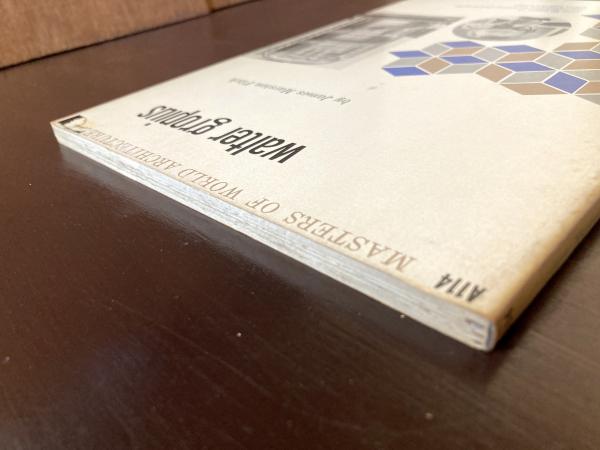 A114
MASTERS OF WORLD ARCHITECTURE
walter gropius
by James Marston Fitch